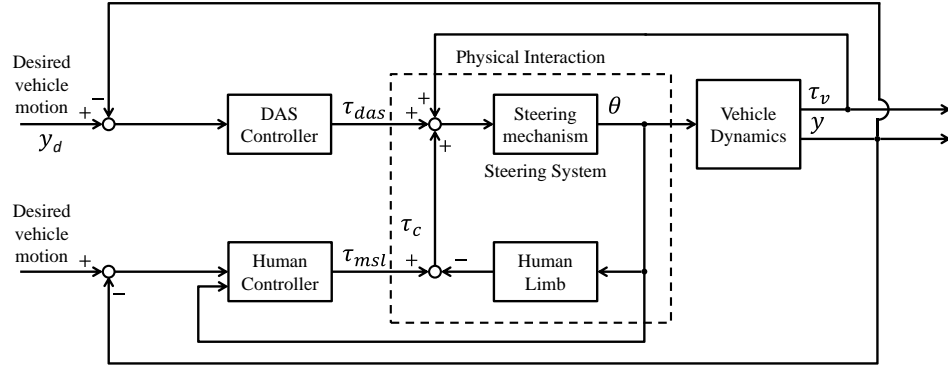 Physical Interaction
Desired
vehicle
motion
−
+
y_d
DAS
Controller
τ_das
+
+
+
Steering
mechanism
θ
Steering System
Vehicle
Dynamics
τ_v
y
Desired
vehicle
motion
+
−
Human
Controller
τ_msl
+
τ_c
−
Human
Limb